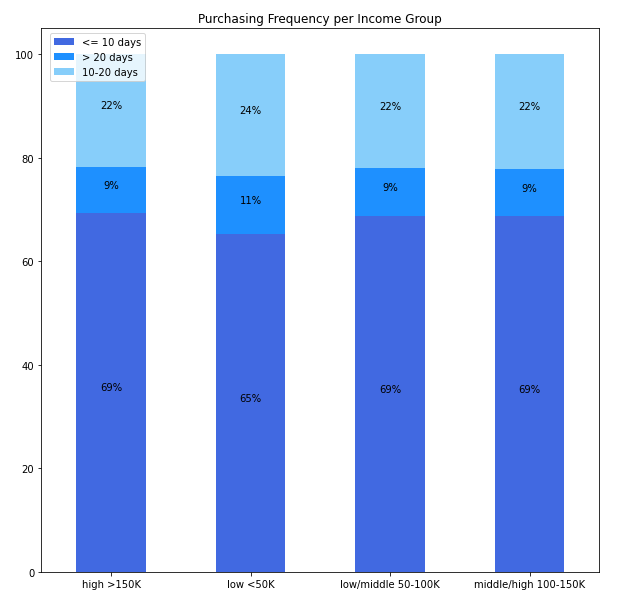 Purchasing Frequency per Income Group
<= 10 days
> 20 days
10-20 days
100
80
60
40
20
0
22%
24%
22%
22%
9%
11%
9%
9%
69%
65%
69%
69%
high >150K
low <50K
low/middle 50-100K
middle/high 100-150K